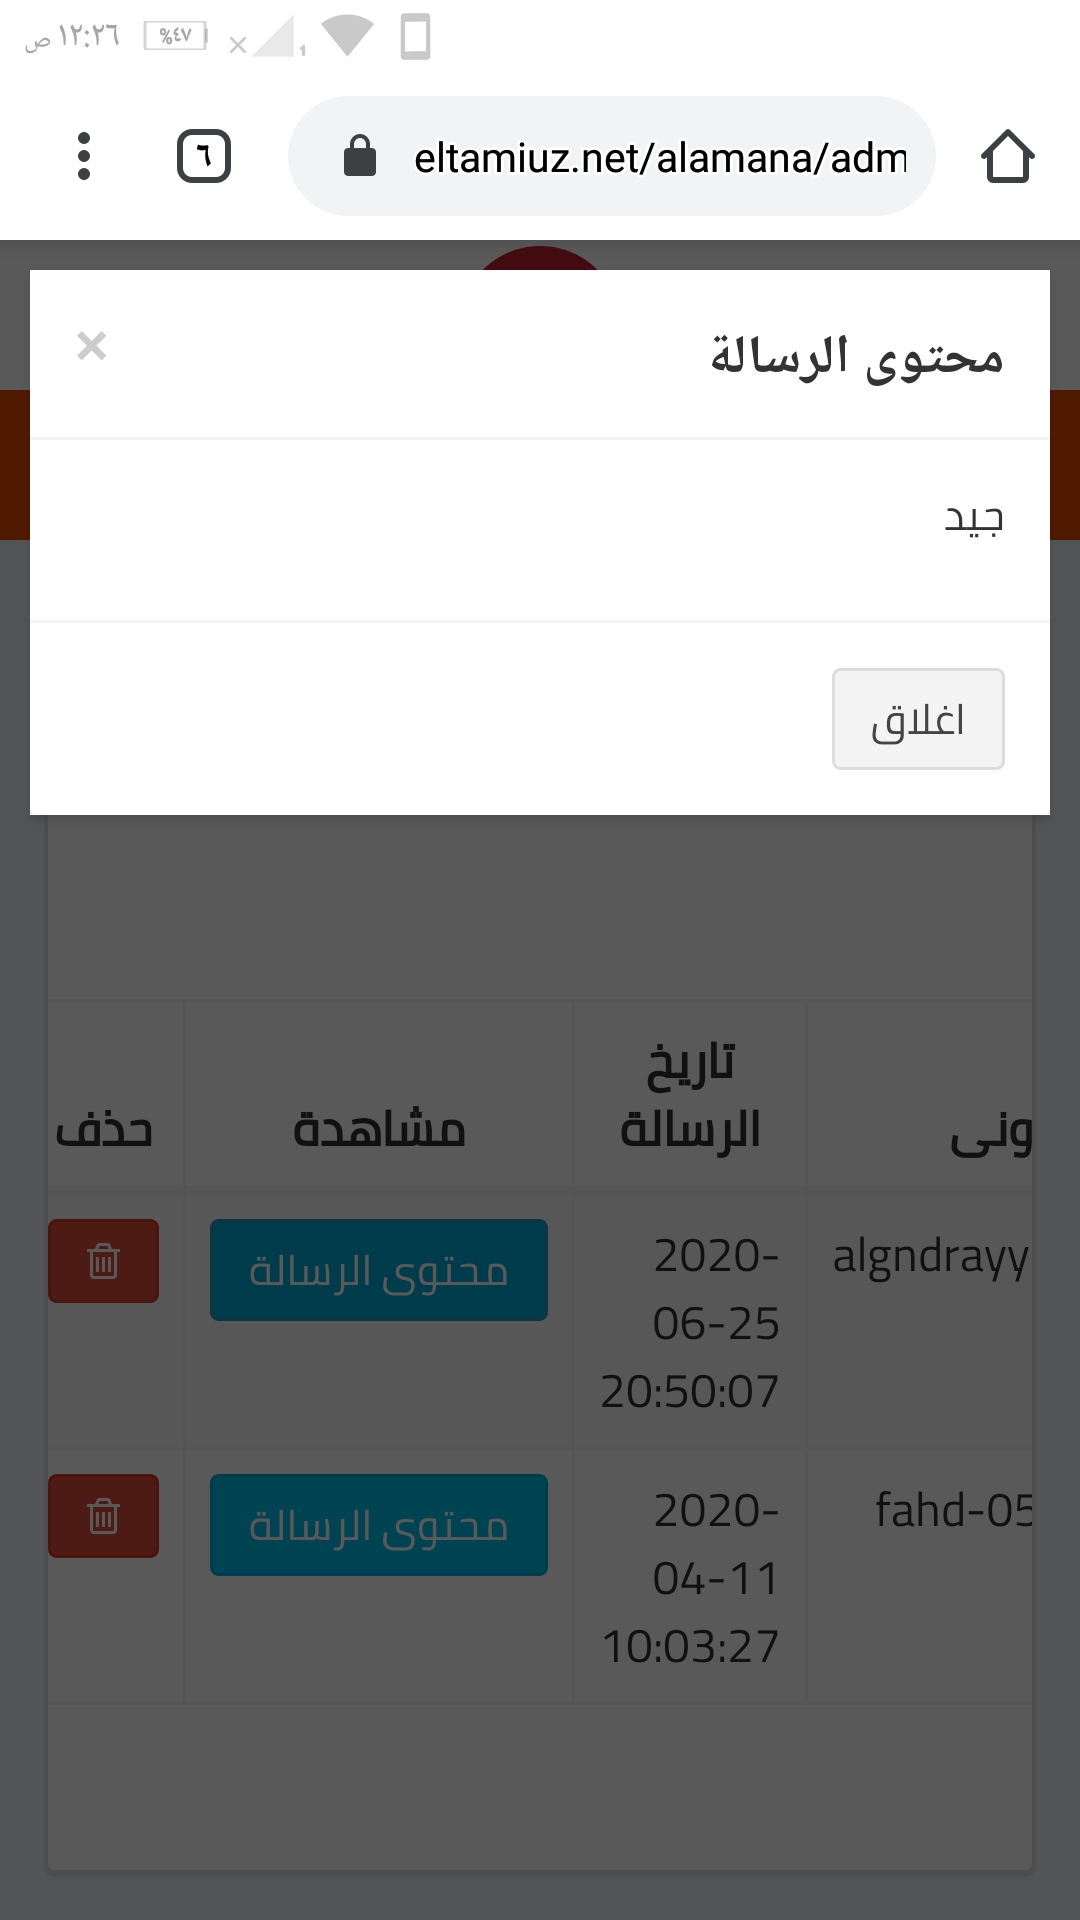 ١٢:٢٦ ص
%٤٧
١
٦
eltamiuz.net/alamana/adm
محتوى الرسالة
×
جيد
اغلاق
ونى
تاريخ
الرسالة
مشاهدة
حذف
algndrayy
2020-
06-25
20:50:07
محتوى الرسالة
fahd-05
2020-
04-11
10:03:27
محتوى الرسالة